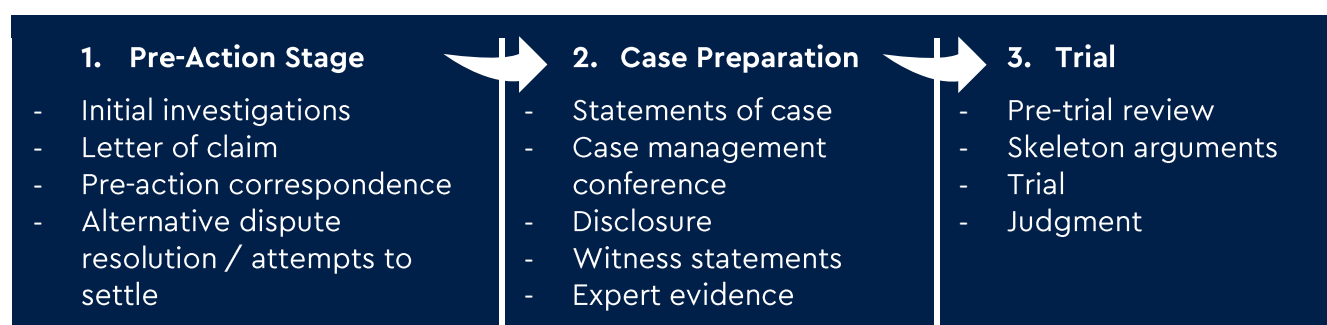 1. Pre-Action Stage
- Initial investigations
- Letter of claim
- Pre-action correspondence
- Alternative dispute
resolution / attempts to
settle
2. Case Preparation
- Statements of case
- Case management
conference
- Disclosure
- Witness statements
- Expert evidence
3. Trial
- Pre-trial review
- Skeleton arguments
- Trial
- Judgment